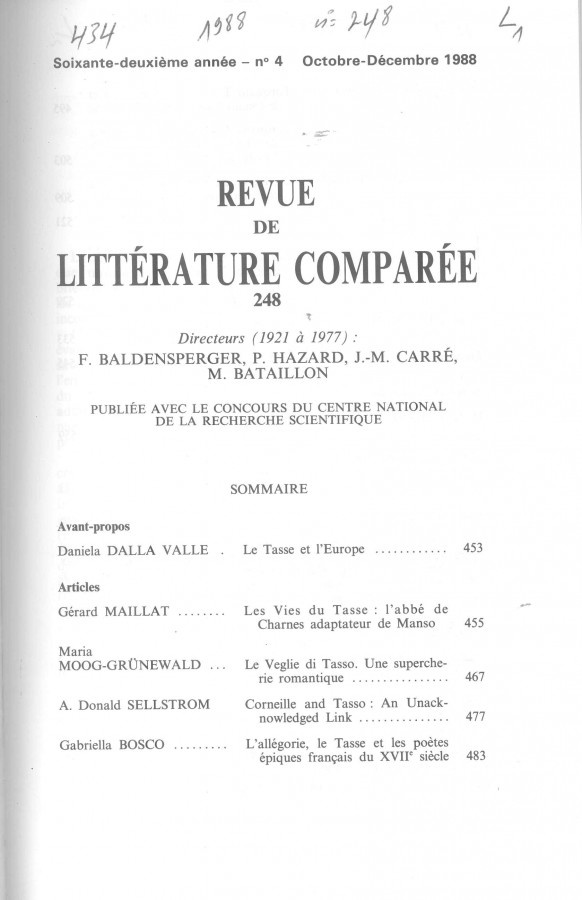 434 1988 n= 248 L1
Soixante-deuxième année – nº 4 Octobre-Décembre 1988
REVUE
DE
LITTÉRATURE COMPARÉE
248
Directeurs (1921 à 1977) :
F. BALDENSPERGER, P. HAZARD, J.-M. CARRÉ,
M. BATAILLON
PUBLIÉE AVEC LE CONCOURS DU CENTRE NATIONAL
DE LA RECHERCHE SCIENTIFIQUE
SOMMAIRE
Avant-propos
Daniela DALLA VALLE . Le Tasse et l'Europe ............ 453
Articles
Gérard MAILLAT ........ Les Vies du Tasse : l'abbé de
Charnes adaptateur de Manso 455
Maria
MOOG-GRÜNEWALD ... Le Veglie di Tasso. Une superche-
rie romantique ................ 467
A. Donald SELLSTROM Corneille and Tasso : An Unack-
nowledged Link ............... 477
Gabriella BOSCO ......... L'allégorie, le Tasse et les poètes
épiques français du XVIIe siècle 483